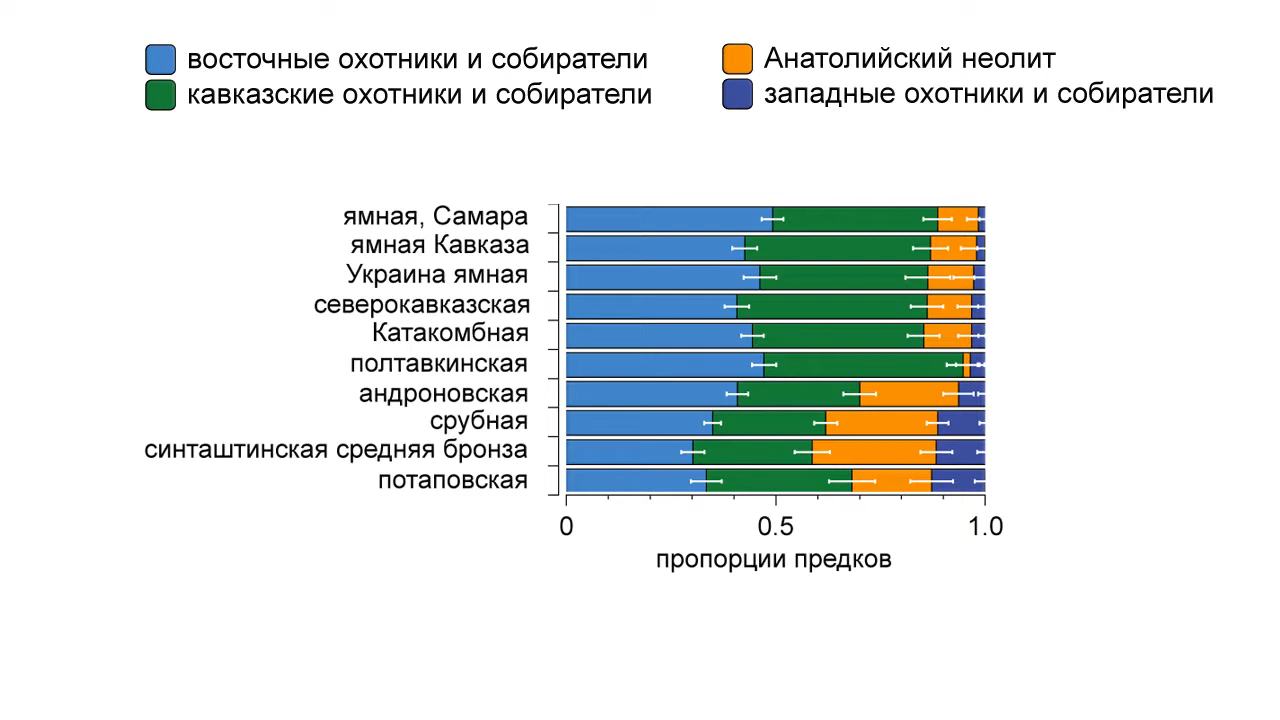 восточные охотники и собиратели
кавказские охотники и собиратели
Анатолийский неолит
западные охотники и собиратели
ямная, Самара
ямная Кавказа
Украина ямная
северокавказская
Катакомбная
полтавкинская
андроновская
срубная
синташтинская средняя бронза
потаповская
0 0.5 1.0
пропорции предков